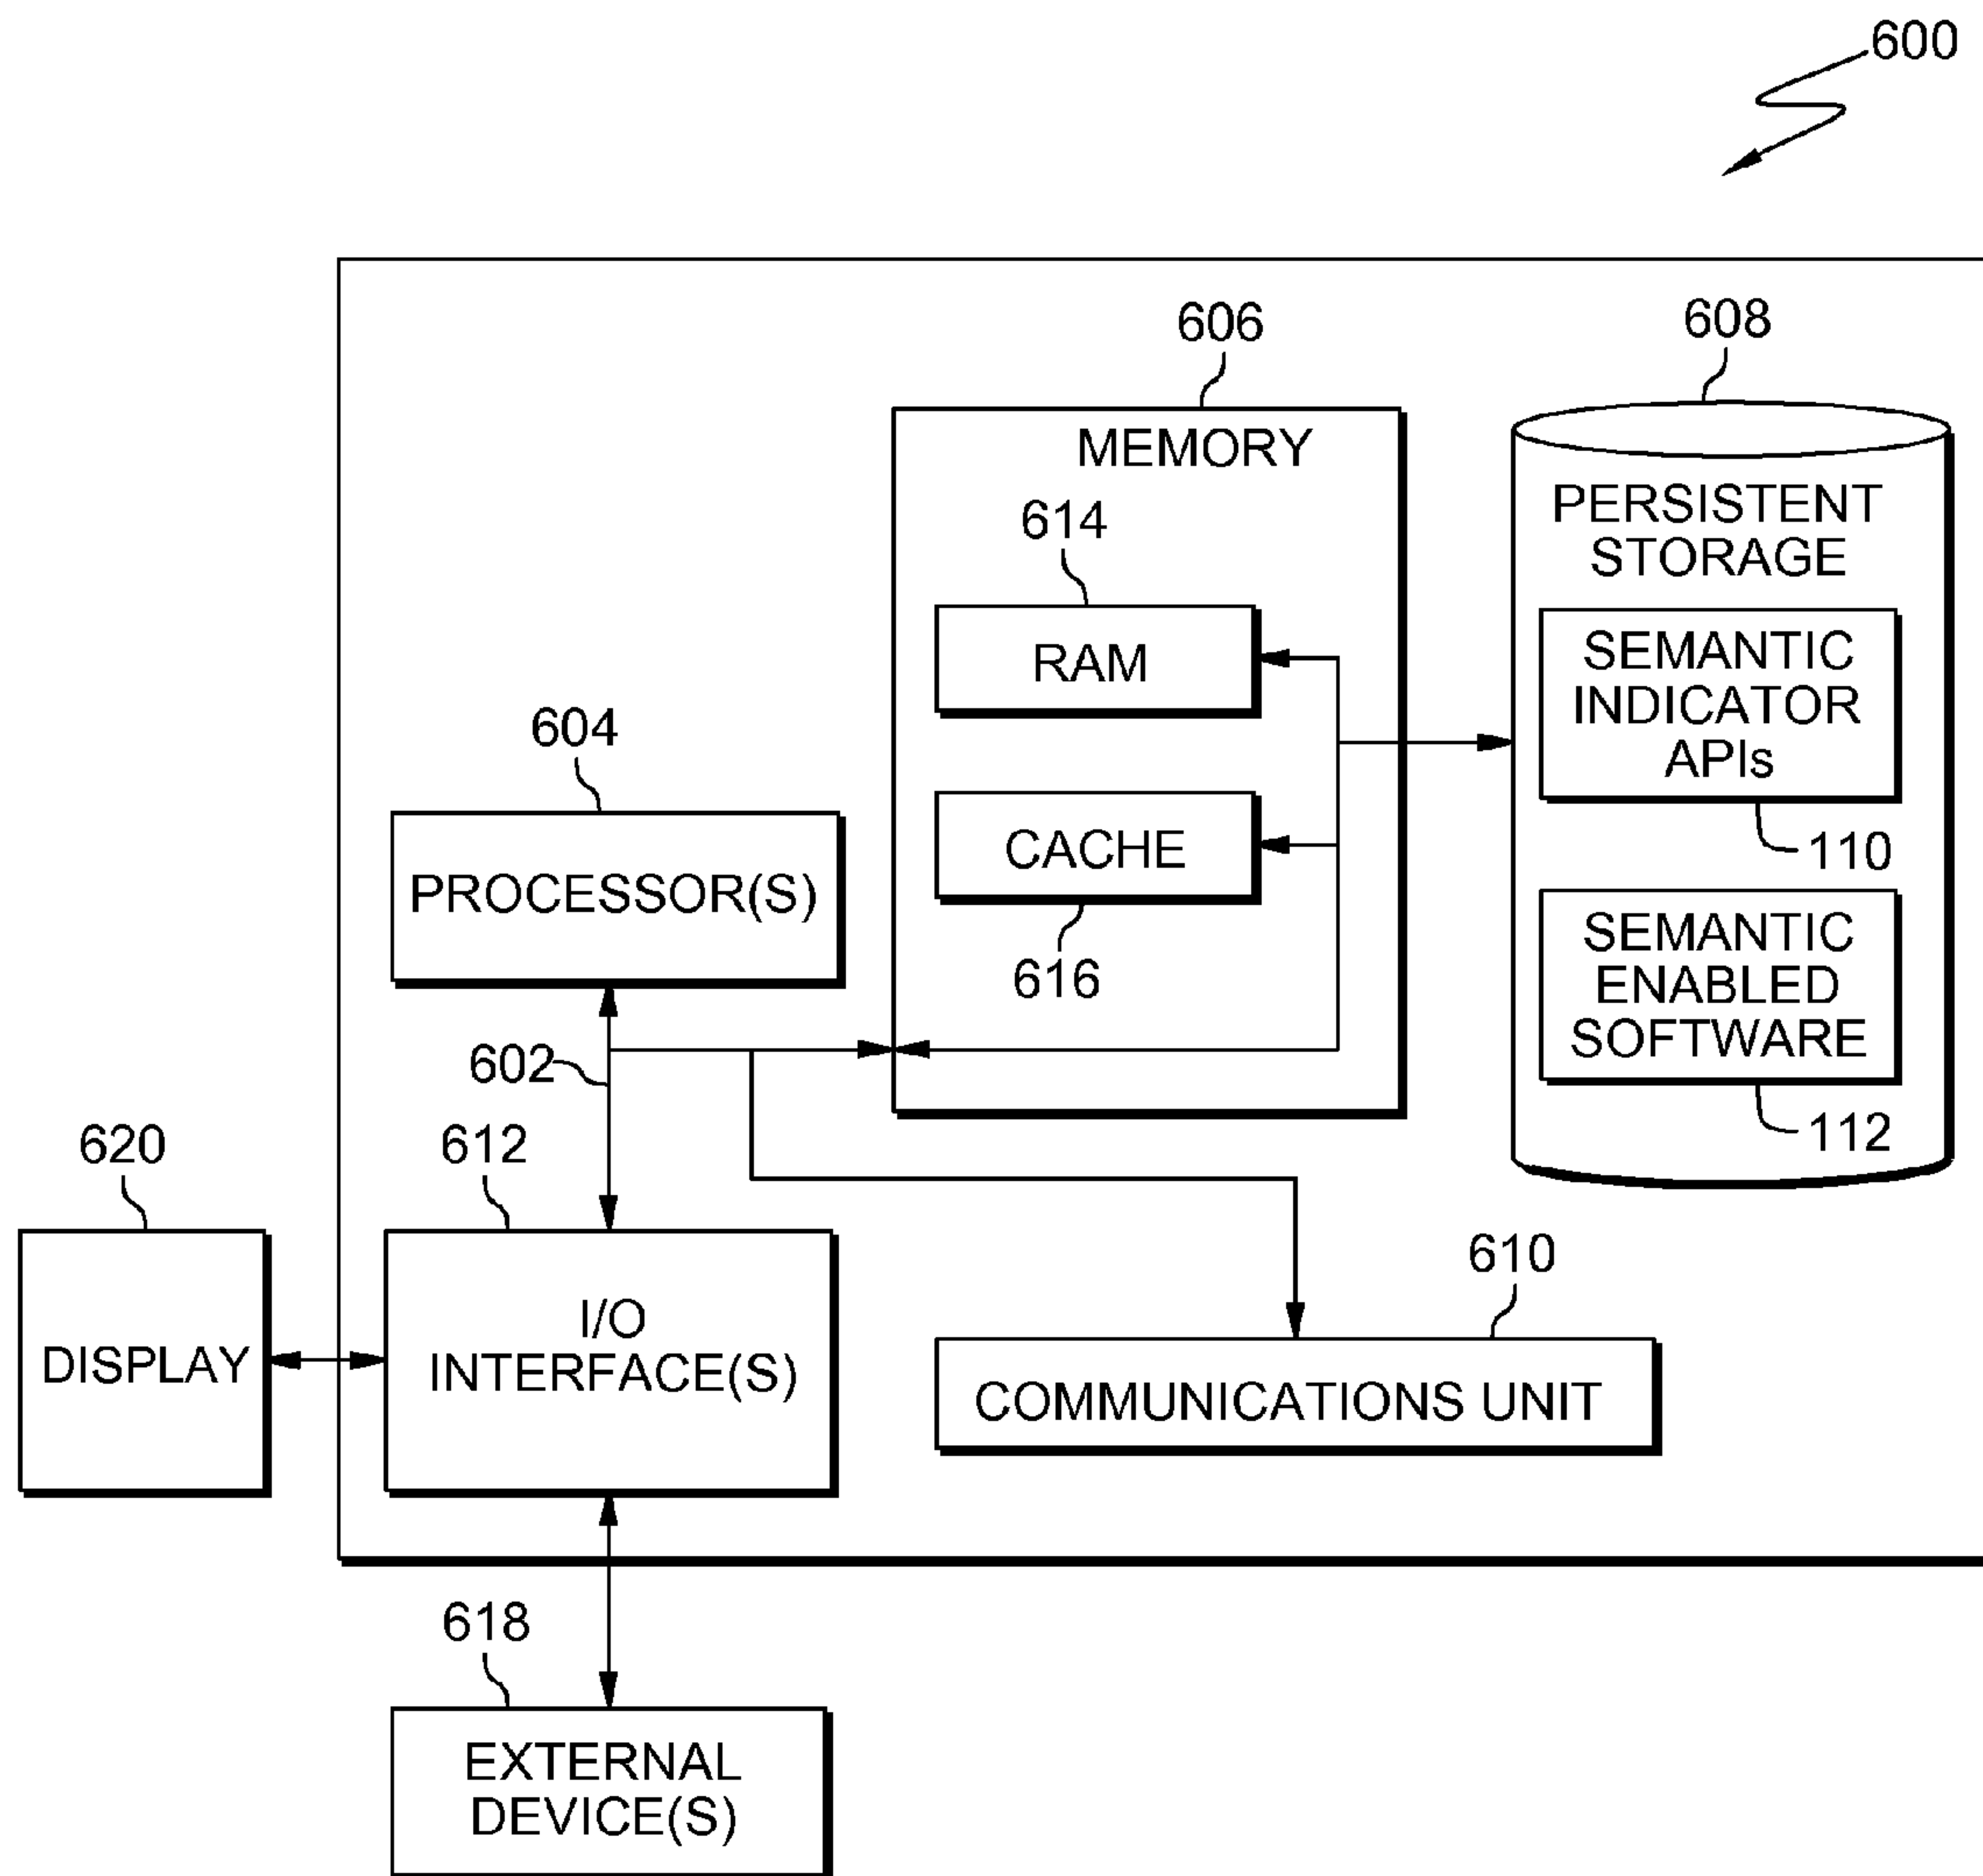 600
606
608
MEMORY
PERSISTENT
STORAGE
614
RAM
SEMANTIC
INDICATOR
APIs
604
110
CACHE
PROCESSOR(S)
616
SEMANTIC
ENABLED
SOFTWARE
602
112
620
612
610
DISPLAY
I/O
INTERFACE(S)
COMMUNICATIONS UNIT
618
EXTERNAL
DEVICE(S)